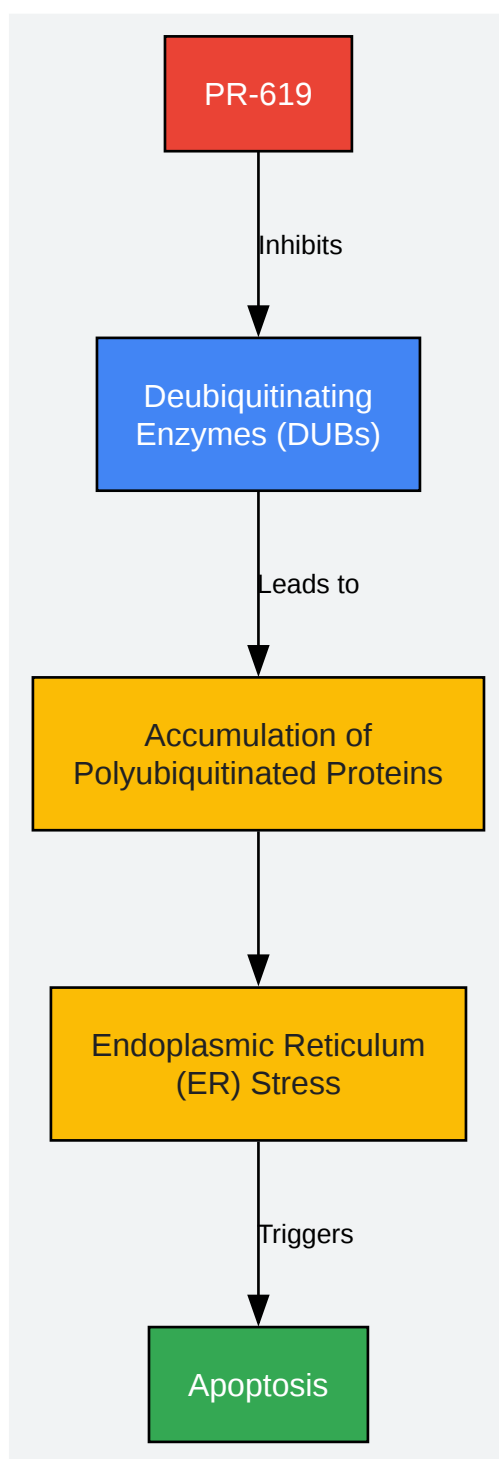 PR-619
Inhibits
Deubiquitinating
Enzymes (DUBs)
Leads to
Accumulation of
Polyubiquitinated Proteins
Endoplasmic Reticulum
(ER) Stress
Triggers
Apoptosis